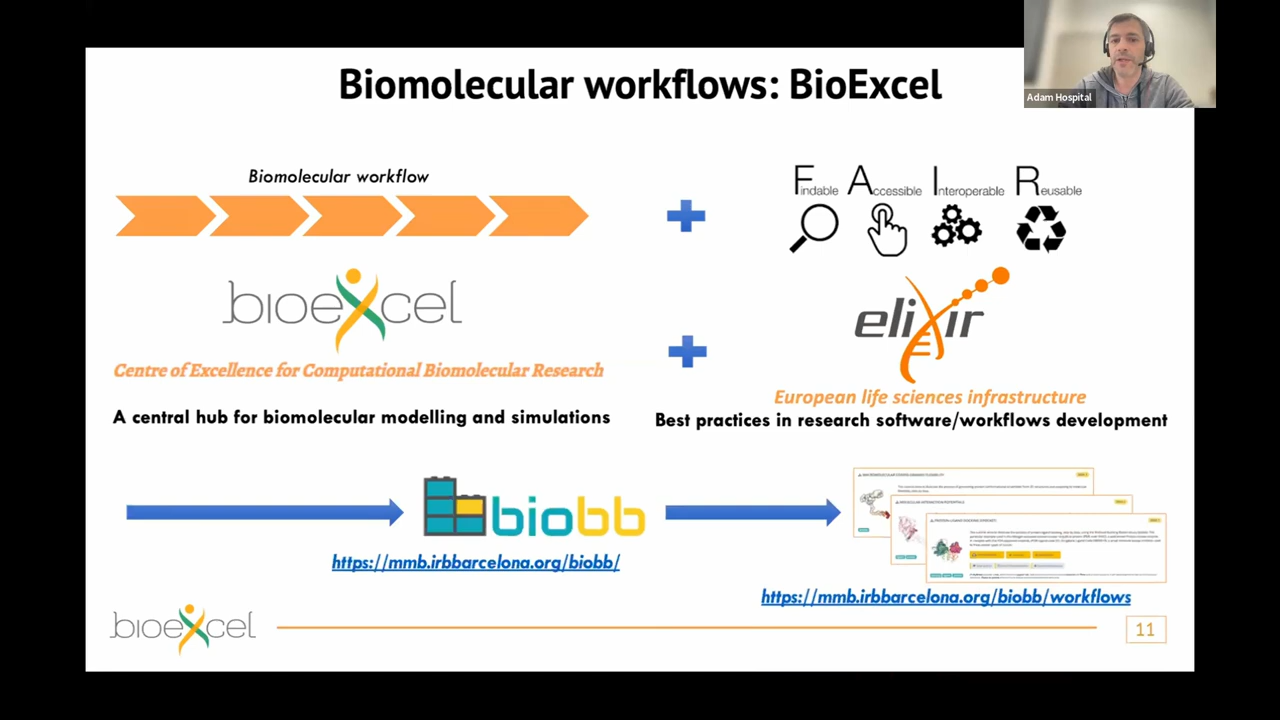 Biomolecular workflows: BioExcel
Adam Hospital
Biomolecular workflow
Findable Accessible Interoperable Reusable
bioexcel
elixir
Centre of Excellence for Computational Biomolecular Research
European life sciences infrastructure
A central hub for biomolecular modelling and simulations
Best practices in research software/workflows development
biobb
https://mmb.irbbarcelona.org/biobb/
https://mmb.irbbarcelona.org/biobb/workflows
bioexcel
11